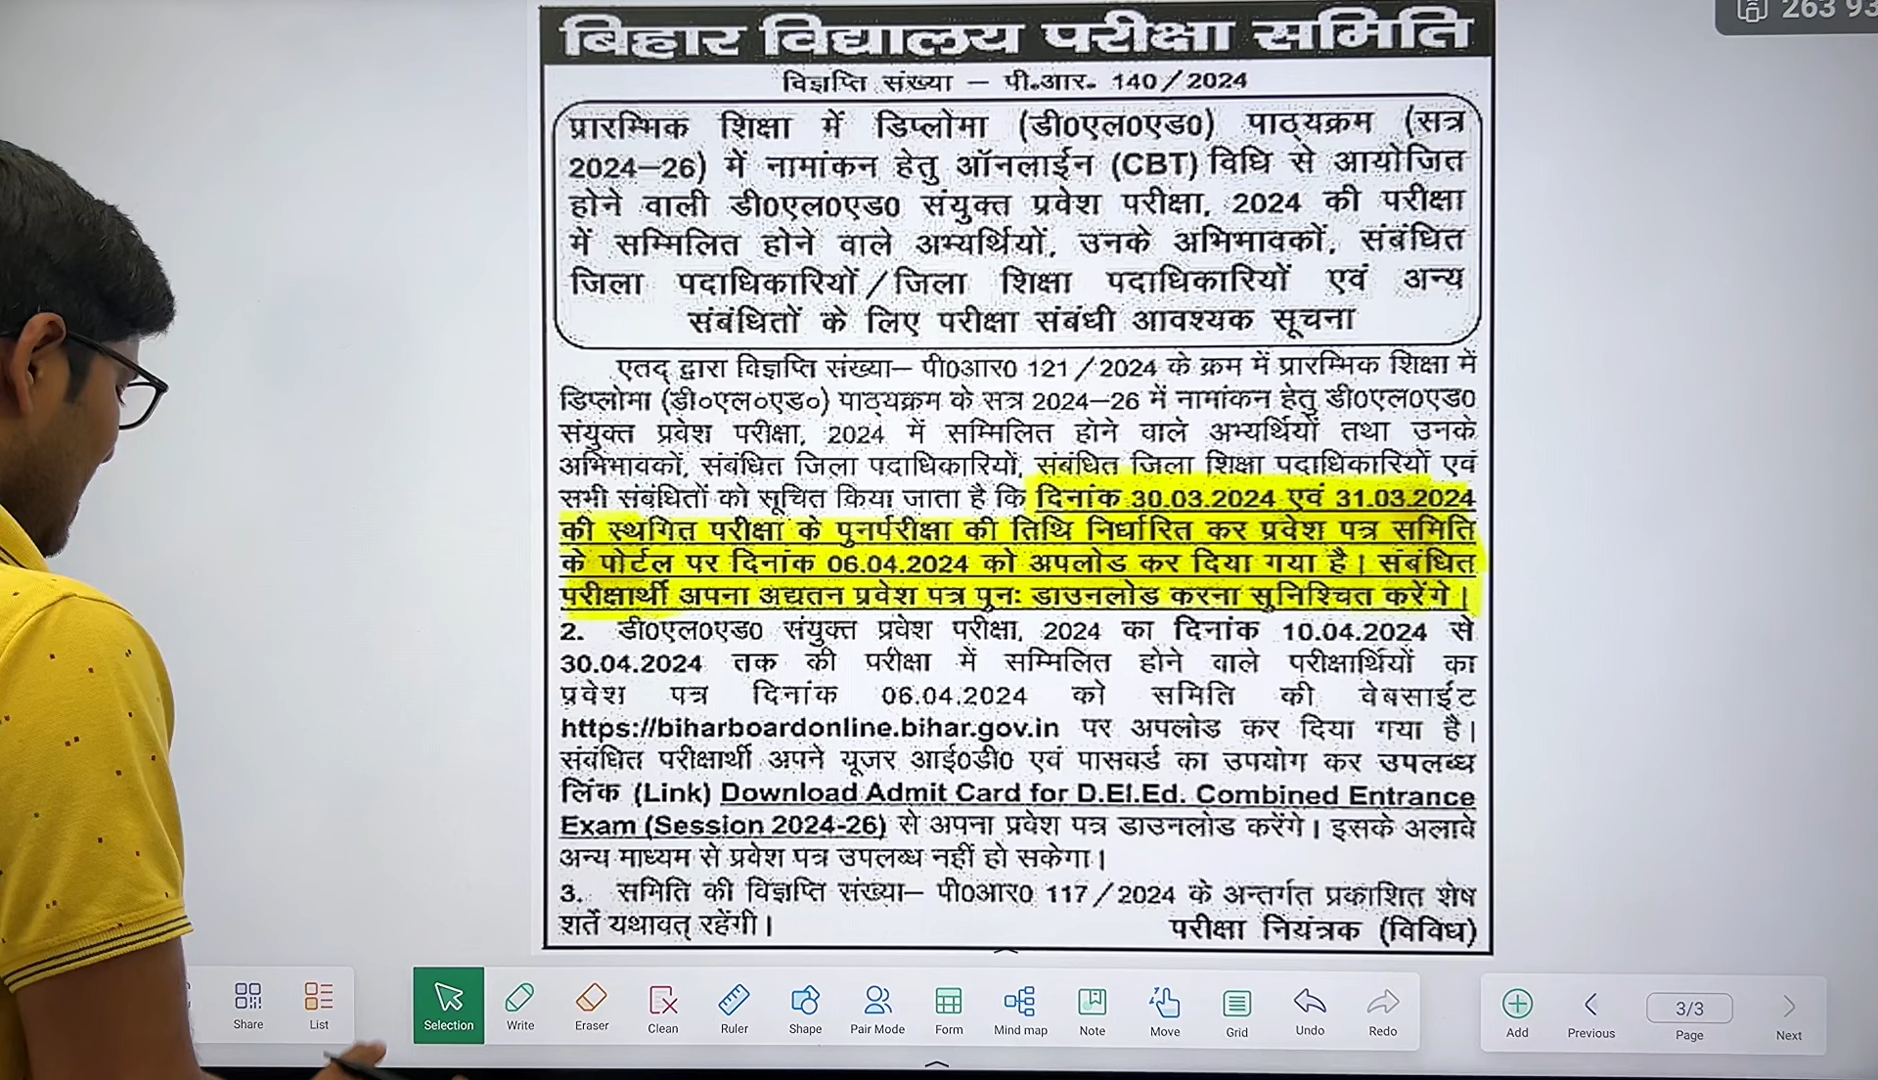 263 93
बिहार विद्यालय परीक्षा समिति
विज्ञप्ति संख्या – पी॰आर॰ 140/2024
प्रारम्भिक शिक्षा में डिप्लोमा (डी0एल0एड0) पाठ्यक्रम (सत्र
2024–26) में नामांकन हेतु ऑनलाईन (CBT) विधि से आयोजित
होने वाली डी0एल0एड0 संयुक्त प्रवेश परीक्षा, 2024 की परीक्षा
में सम्मिलित होने वाले अभ्यर्थियों, उनके अभिभावकों, संबंधित
जिला पदाधिकारियों/जिला शिक्षा पदाधिकारियों एवं अन्य
संबंधितों के लिए परीक्षा संबंधी आवश्यक सूचना
एतद् द्वारा विज्ञप्ति संख्या– पी0आर0 121/2024 के क्रम में प्रारम्भिक शिक्षा में
डिप्लोमा (डी०एल०एड०) पाठ्यक्रम के सत्र 2024–26 में नामांकन हेतु डी0एल0एड0
संयुक्त प्रवेश परीक्षा, 2024 में सम्मिलित होने वाले अभ्यर्थियों तथा उनके
अभिभावकों, संबंधित जिला पदाधिकारियों, संबंधित जिला शिक्षा पदाधिकारियों एवं
सभी संबंधितों को सूचित किया जाता है कि दिनांक 30.03.2024 एवं 31.03.2024
की स्थगित परीक्षा के पुनर्परीक्षा की तिथि निर्धारित कर प्रवेश पत्र समिति
के पोर्टल पर दिनांक 06.04.2024 को अपलोड कर दिया गया है। संबंधित
परीक्षार्थी अपना अद्यतन प्रवेश पत्र पुनः डाउनलोड करना सुनिश्चित करेंगे।
2. डी0एल0एड0 संयुक्त प्रवेश परीक्षा, 2024 का दिनांक 10.04.2024 से
30.04.2024 तक की परीक्षा में सम्मिलित होने वाले परीक्षार्थियों का
प्रवेश पत्र दिनांक 06.04.2024 को समिति की वेबसाईट
https://biharboardonline.bihar.gov.in पर अपलोड कर दिया गया है।
संबंधित परीक्षार्थी अपने यूजर आई0डी0 एवं पासवर्ड का उपयोग कर उपलब्ध
लिंक (Link) Download Admit Card for D.El.Ed. Combined Entrance
Exam (Session 2024-26) से अपना प्रवेश पत्र डाउनलोड करेंगे। इसके अलावे
अन्य माध्यम से प्रवेश पत्र उपलब्ध नहीं हो सकेगा।
3. समिति की विज्ञप्ति संख्या– पी0आर0 117/2024 के अन्तर्गत प्रकाशित शेष
शर्तें यथावत् रहेंगी।
परीक्षा नियंत्रक (विविध)
Share List Selection Write Eraser Clean Ruler Shape Pair Mode Form Mind map Note Move Grid Undo Redo Add Previous 3/3 Page Next